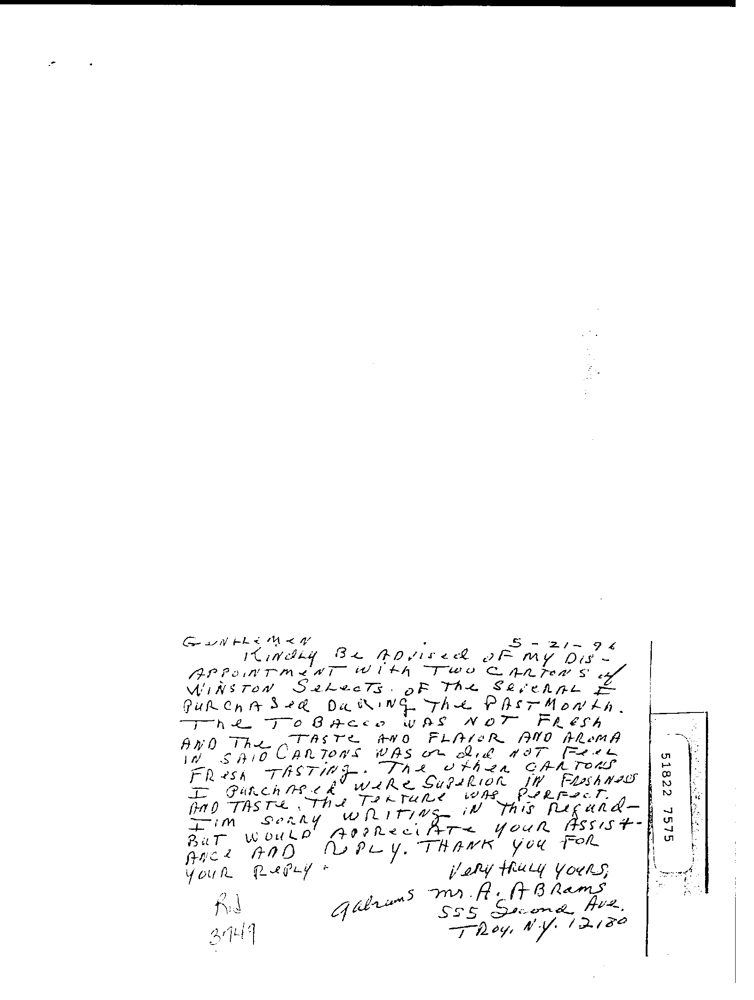 Gentlemen 5-21-96
Kindly Be ADvised oF MY DIS-
APPOINTMENT With TWO CARTONS of
WINSTON SeLecTS. oF The SeVeRAL I
PURCHASed DURING The PAST MONth.
The TOBAcco WAS NOT FResh
AND The TASTe AND FLAVOR AND AROMA
IN SAID CARTONS WAS or did NOT FeeL
FResh TASTING. The other CARTONS
I PURCHASed WeRe SUPeRIOR IN FReshNess
AND TASTe. The TexTURe WAS PeRFecT.
I'm SORRY WRITING IN This Regard-
BUT WOULD APPReciATe YOUR ASSIST-
ANCe AND RePLY. THANK you FOR
YOUR RePLY.
VeRy truly youRs,
Aabrams MR. A. ABRAMS
555 Second Ave.
TRoy, N.y. 12180
51822 7575